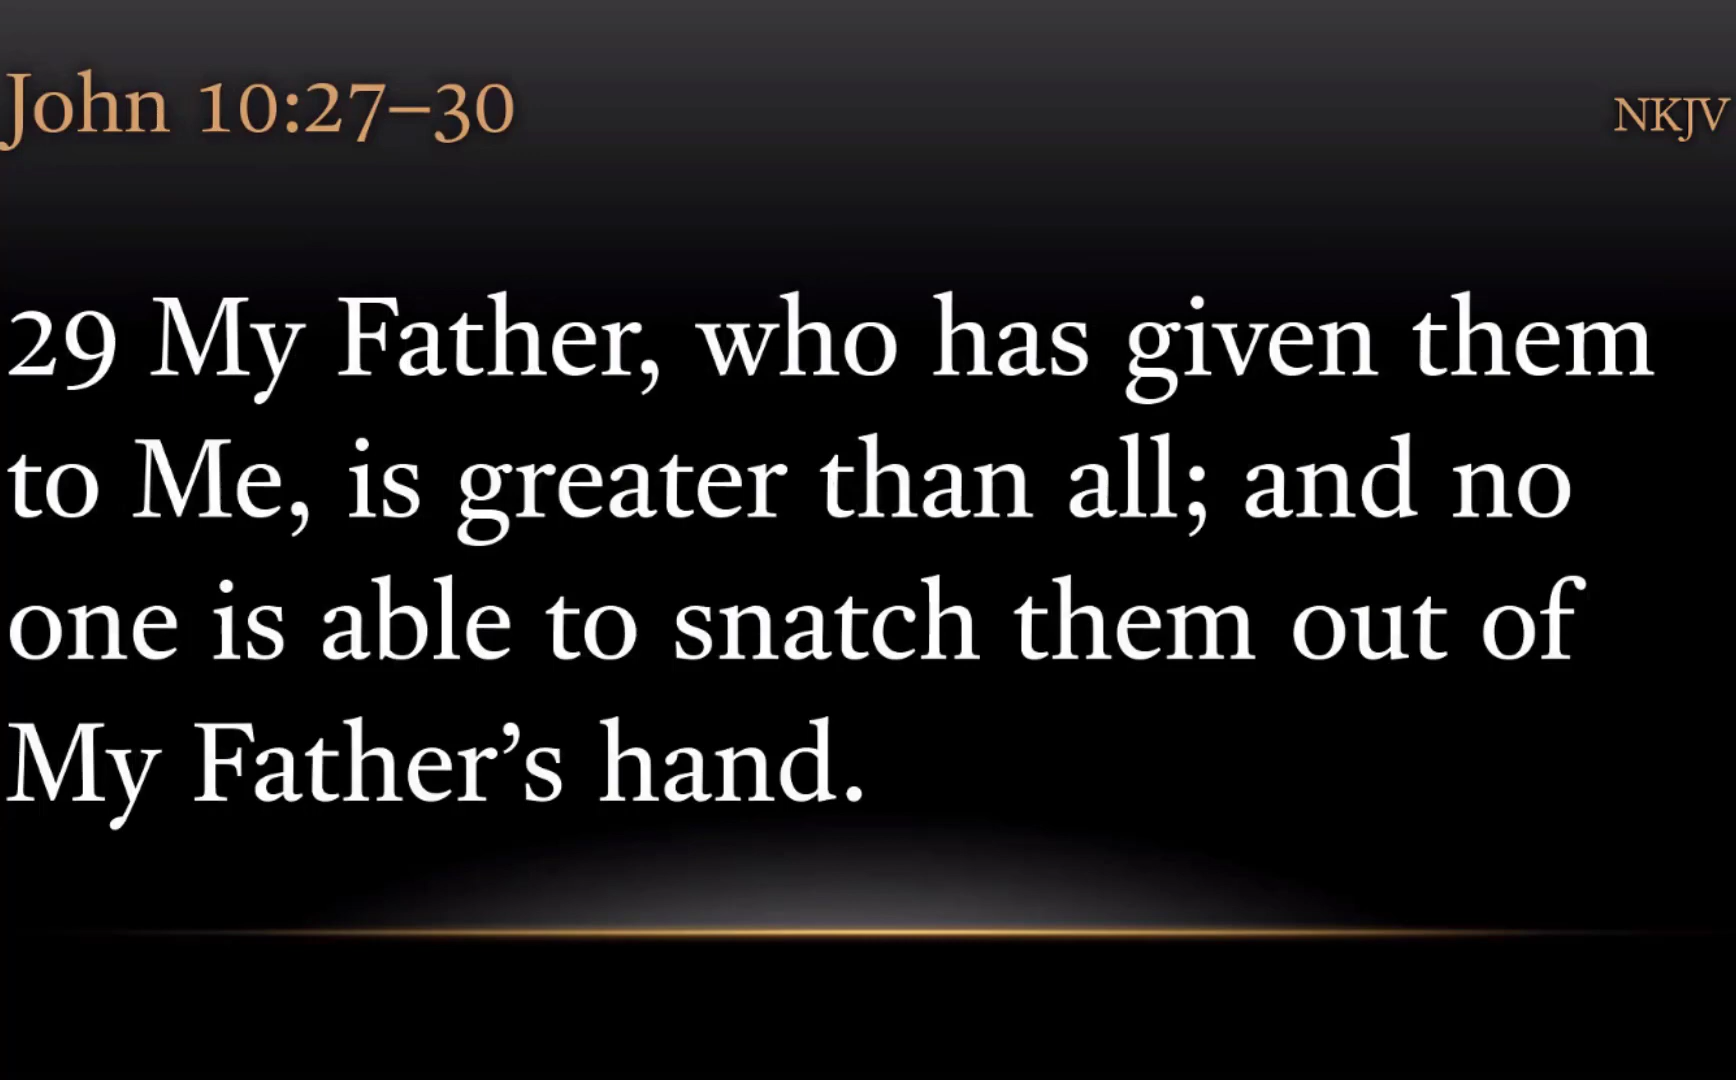 John 10:27–30
NKJV
29 My Father, who has given them
to Me, is greater than all; and no
one is able to snatch them out of
My Father’s hand.